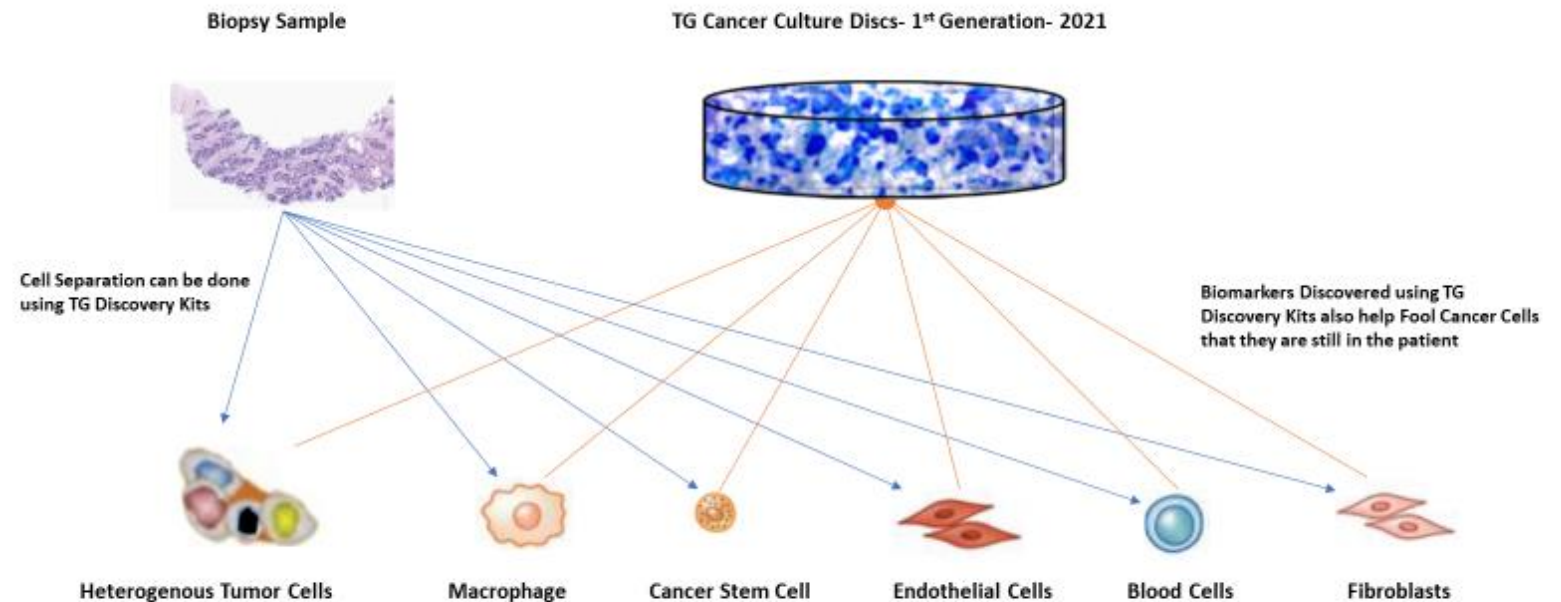 Biopsy Sample
TG Cancer Culture Discs- 1st Generation- 2021
Cell Separation can be done
using TG Discovery Kits
Biomarkers Discovered using TG
Discovery Kits also help Fool Cancer Cells
that they are still in the patient
Heterogenous Tumor Cells
Macrophage
Cancer Stem Cell
Endothelial Cells
Blood Cells
Fibroblasts